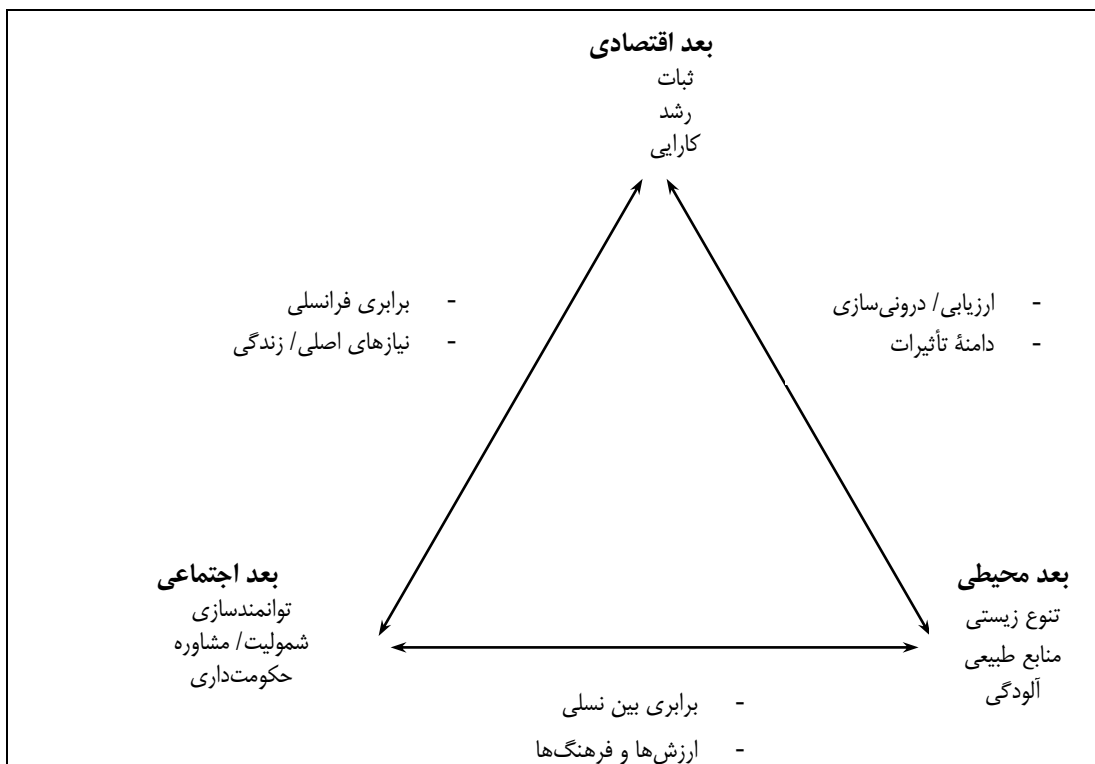 بعد اقتصادی
ثبات
رشد
کارایی
- ارزیابی/ درونی‌سازی
- دامنهٔ تأثیرات
- برابری فرانسلی
- نیازهای اصلی/ زندگی
بعد محیطی
تنوع زیستی
منابع طبیعی
آلودگی
بعد اجتماعی
توانمندسازی
شمولیت/ مشاوره
حکومت‌داری
- برابری بین نسلی
- ارزش‌ها و فرهنگ‌ها